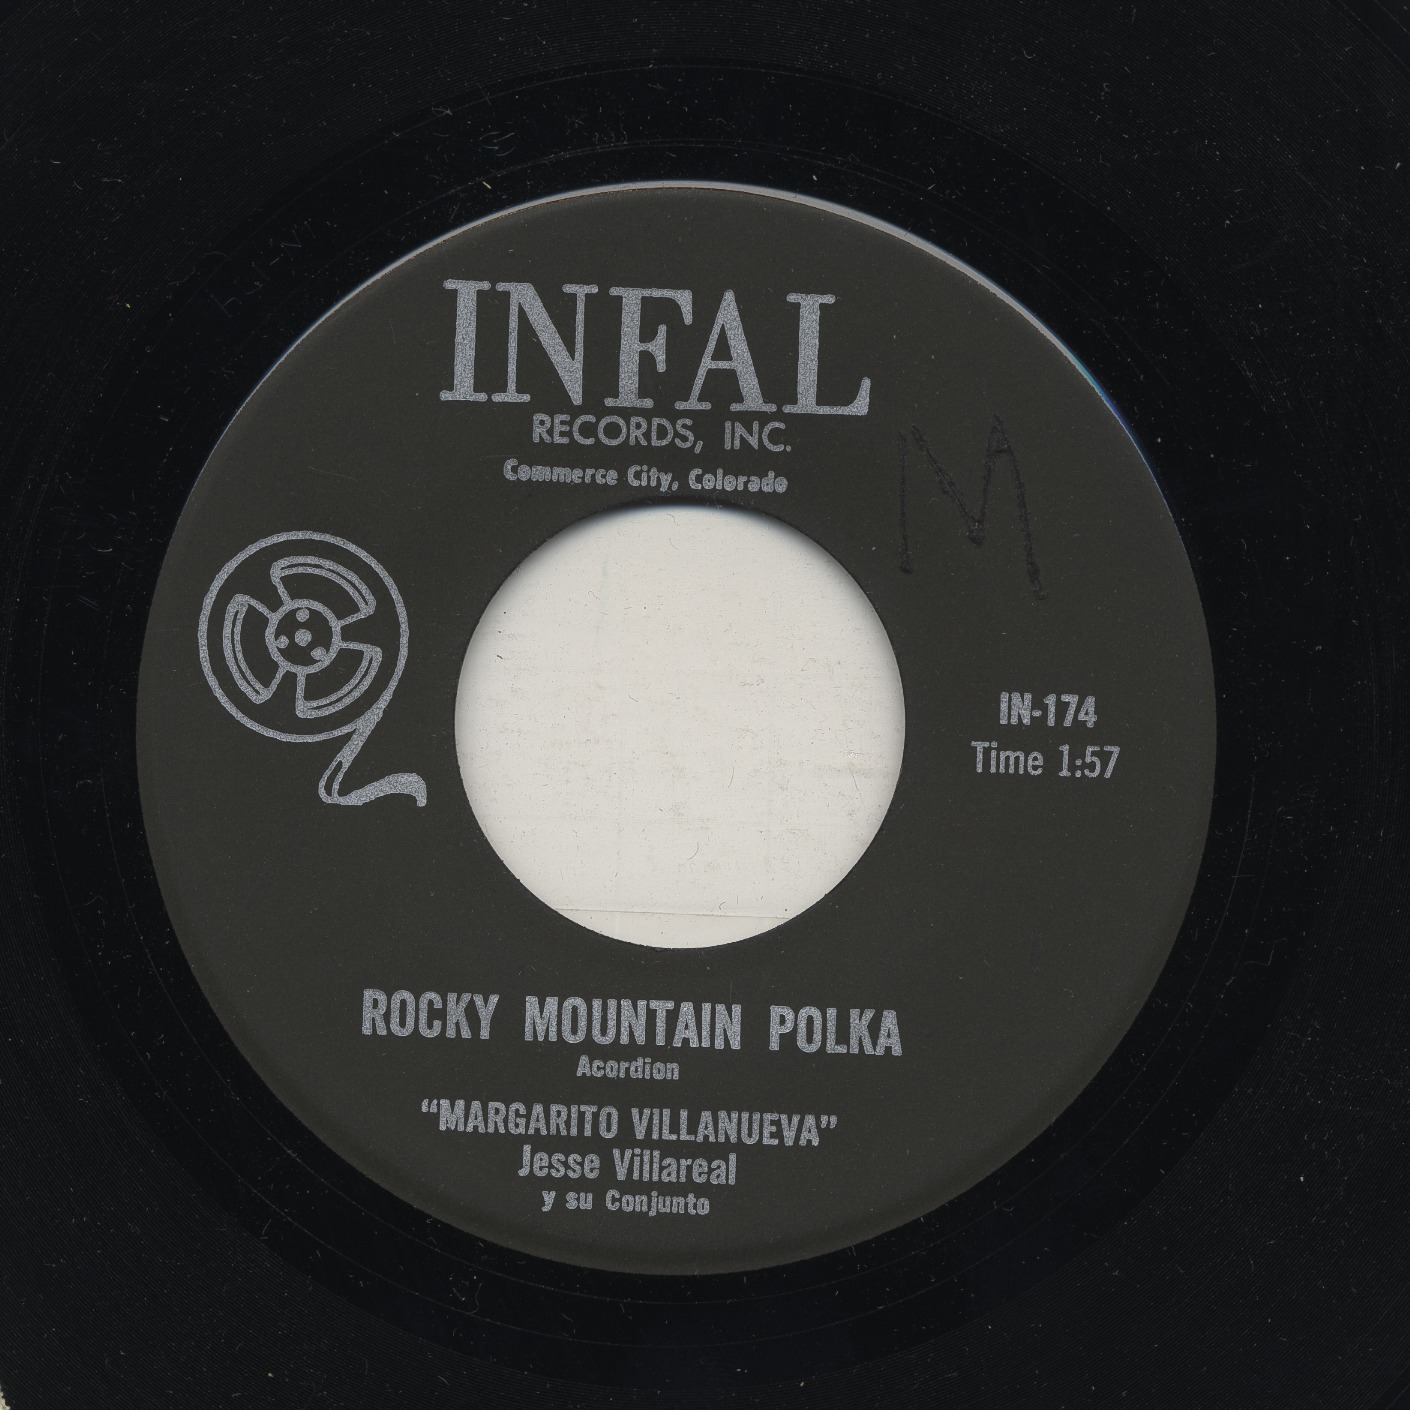 INFAL
RECORDS, INC.
Commerce City, Colorado
M
IN-174
Time 1:57
ROCKY MOUNTAIN POLKA
Acordion
“MARGARITO VILLANUEVA”
Jesse Villareal
y su Conjunto